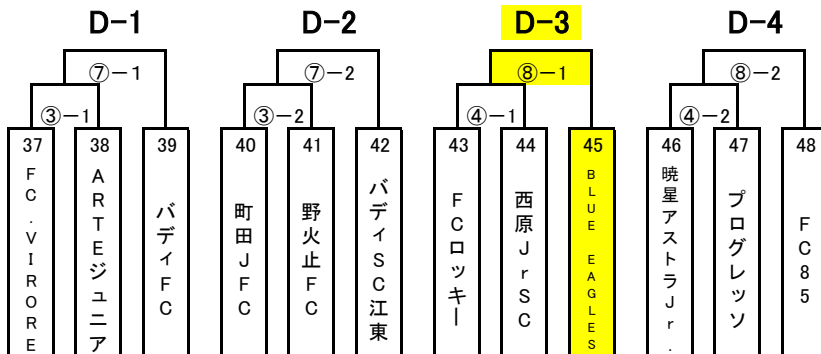 D-1 D-2 D-3 D-4
⑦-1 ⑦-2 ⑧-1 ⑧-2
③-1 ③-2 ④-1 ④-2
37 38 39 40 41 42 43 44 45 46 47 48
FC.VIRORE
ARTEジュニア
バディFC
町田JFC
野火止FC
バディSC江東
FCロッキー
西原JrSC
BLUE EAGLES
暁星アストラJr.
プログレッソ
FC85